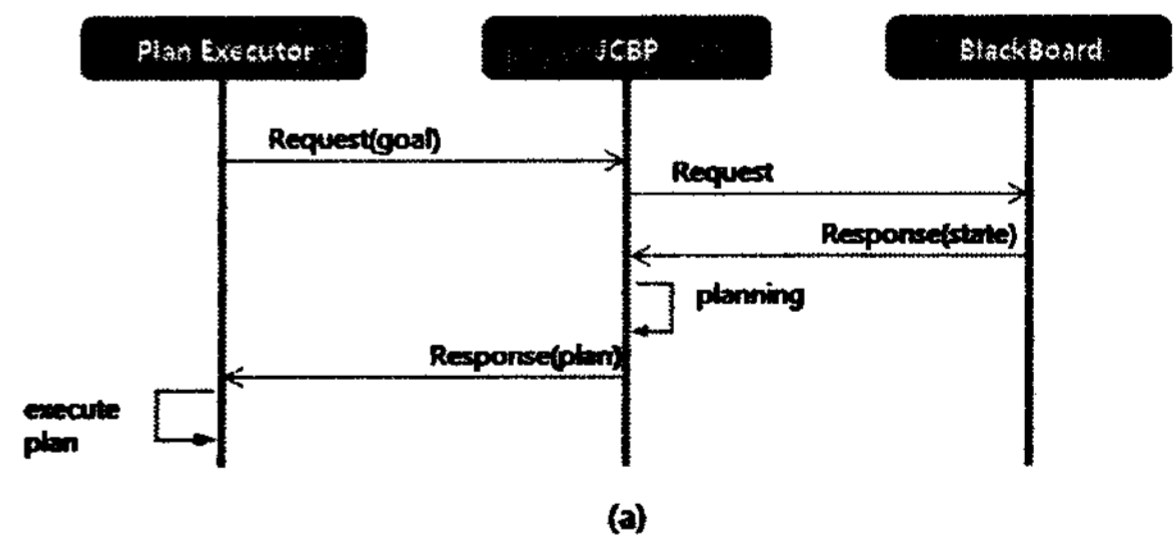 Plan Executor
JCBP
BlackBoard
Request(goal)
Request
Response(state)
planning
Response(plan)
execute
plan
(a)